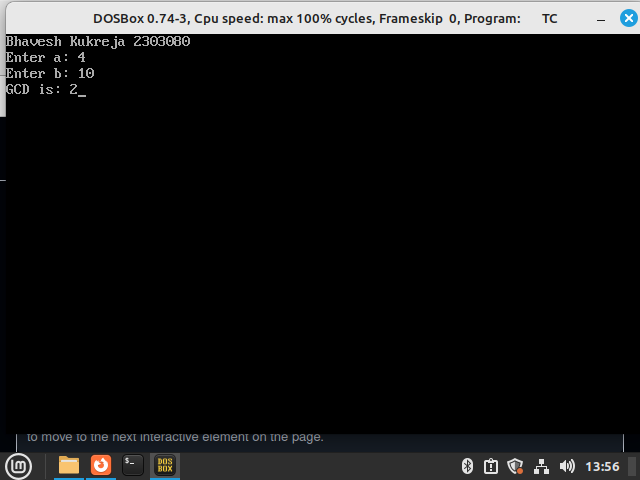 DOSBox 0.74-3, Cpu speed: max 100% cycles, Frameskip 0, Program: TC
Bhavesh Kukreja 2303080
Enter a: 4
Enter b: 10
GCD is: 2_
to move to the next interactive element on the page.
$_
DOS
BOX
13:56